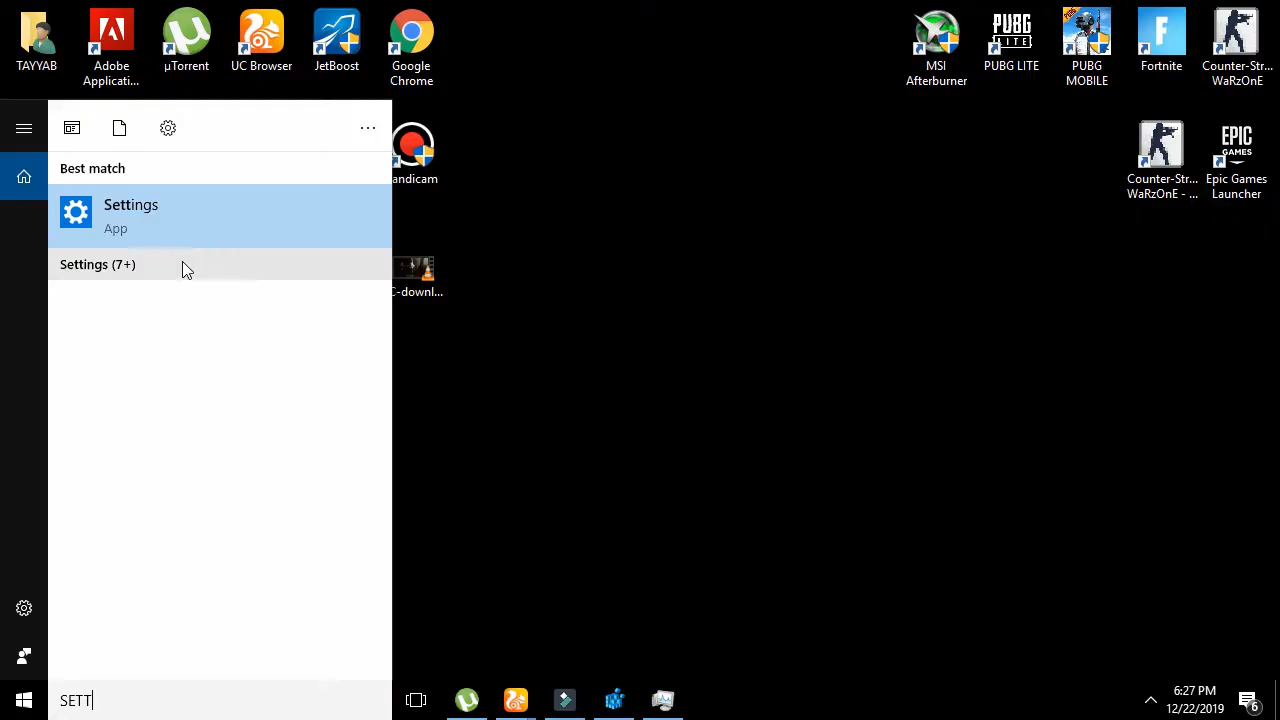 TAYYAB
Adobe
Applicati...
µTorrent
UC Browser
JetBoost
Google
Chrome
MSI
Afterburner
PUBG
LITE
PUBG LITE
PUBG
MOBILE
Fortnite
Counter-Str...
WaRzOnE
Best match
Settings
App
Settings (7+)
andicam
C-downl...
Counter-Str...
WaRzOnE - ...
EPIC
GAMES
Epic Games
Launcher
SETT
6:27 PM
12/22/2019
6